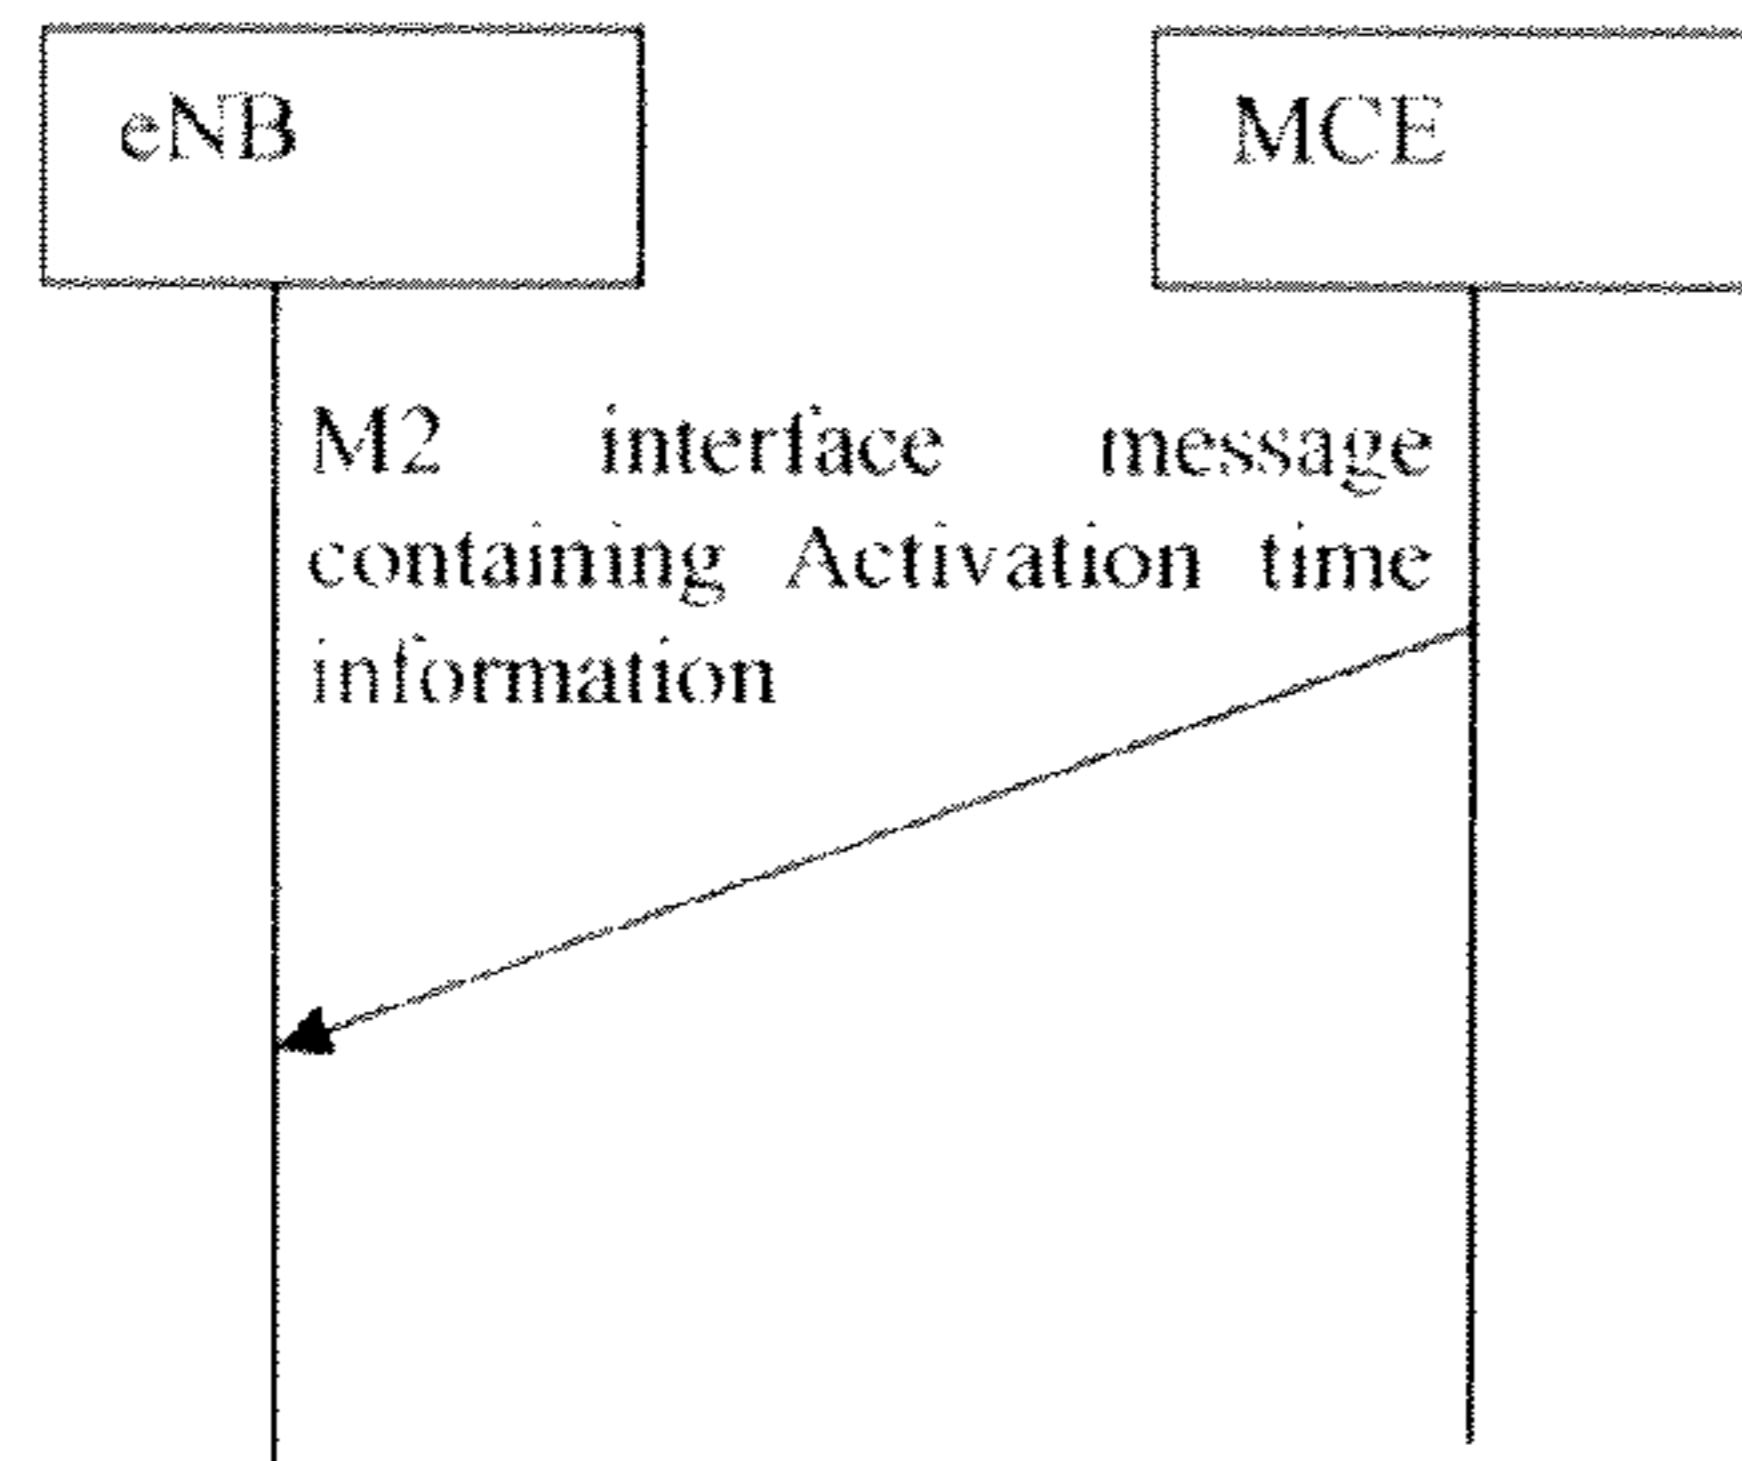 eNB
MCE
M2 interface message
containing Activation time
information